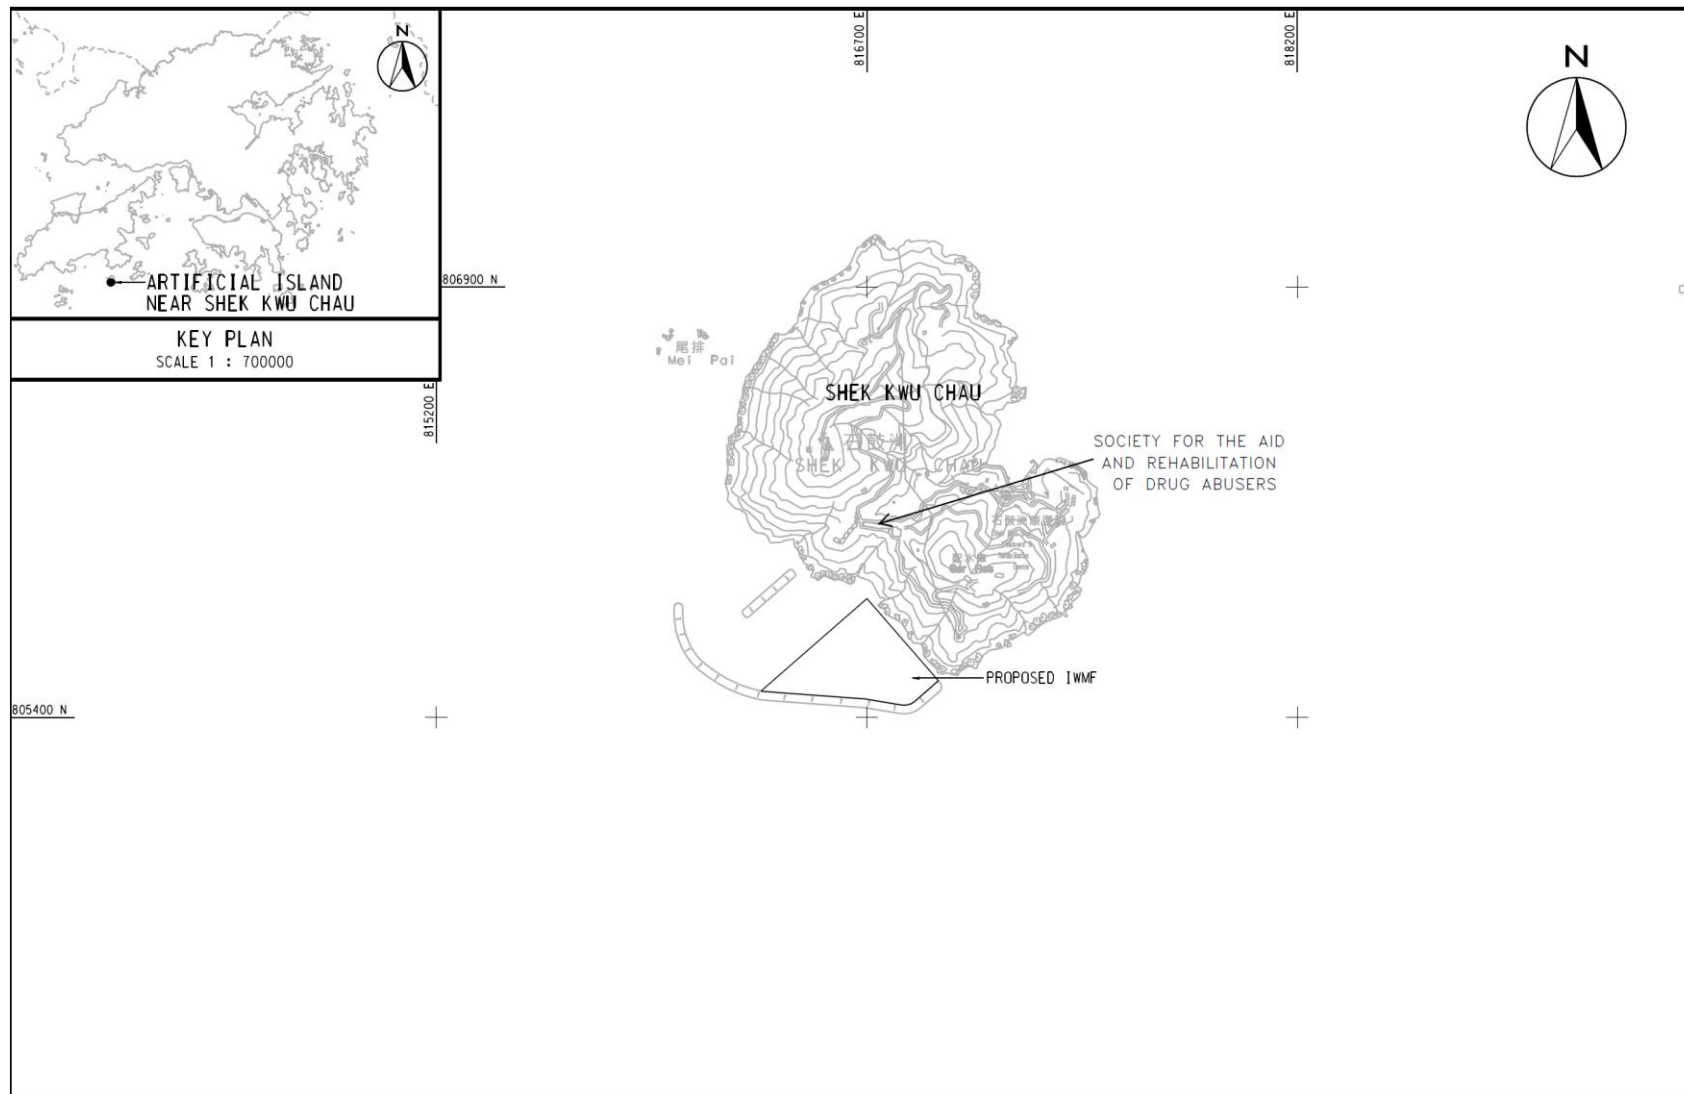 N
ARTIFICIAL ISLAND
NEAR SHEK KWU CHAU
KEY PLAN
SCALE 1 : 700000
816700 E
818200 E
N
806900 N
815200 E
尾排
Mei Pai
SHEK KWU CHAU
石鼓洲
SHEK KWU CHAU
SOCIETY FOR THE AID
AND REHABILITATION
OF DRUG ABUSERS
PROPOSED IWMF
805400 N